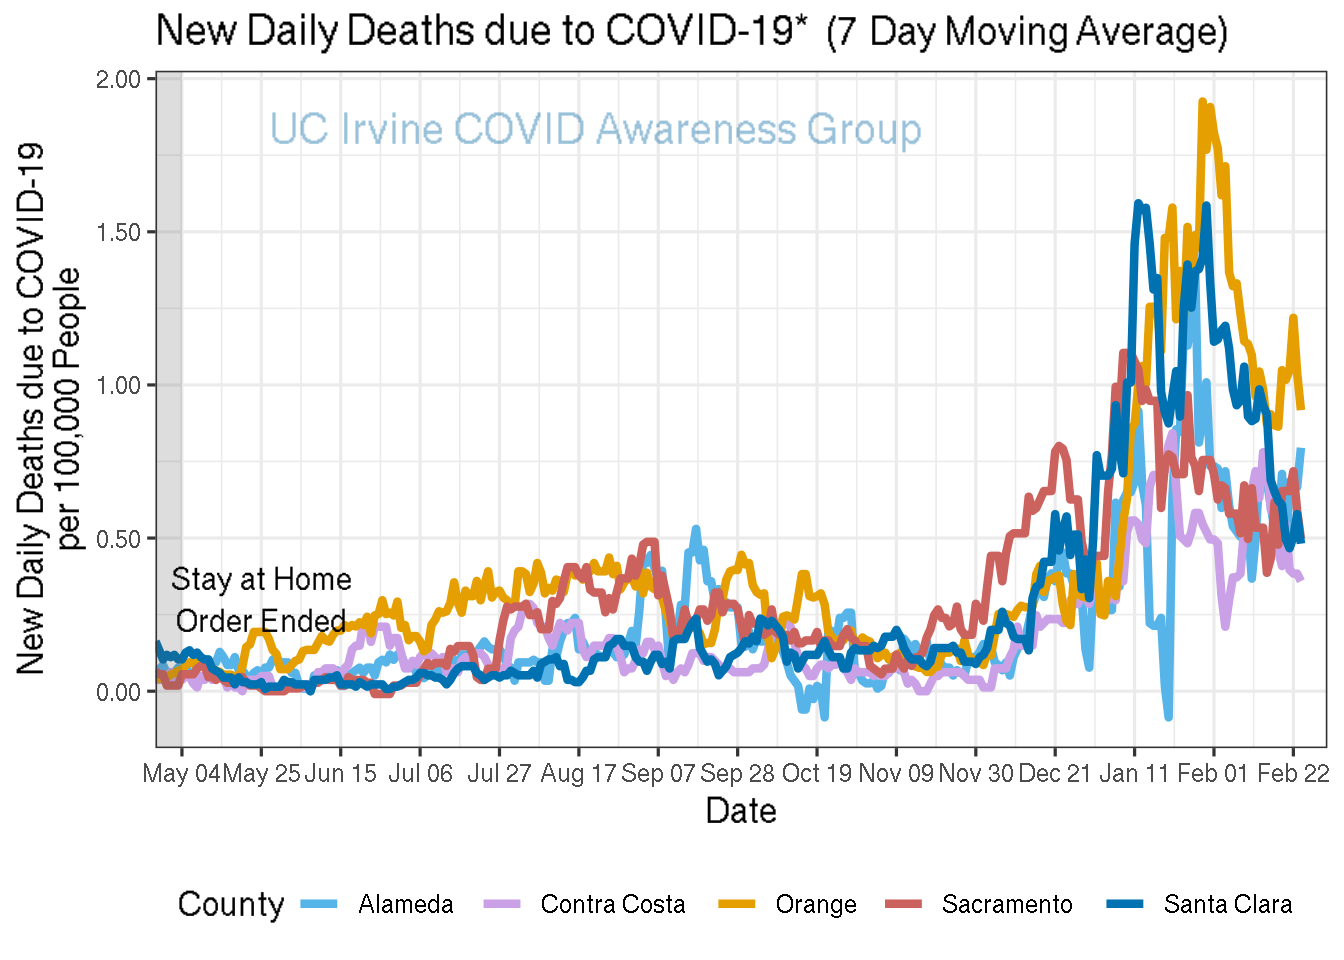 New Daily Deaths due to COVID-19* (7 Day Moving Average)
UC Irvine COVID Awareness Group
New Daily Deaths due to COVID-19
per 100,000 People
2.00
1.50
1.00
0.50
0.00
Stay at Home
Order Ended
May 04 May 25 Jun 15 Jul 06 Jul 27 Aug 17 Sep 07 Sep 28 Oct 19 Nov 09 Nov 30 Dec 21 Jan 11 Feb 01 Feb 22
Date
County Alameda Contra Costa Orange Sacramento Santa Clara